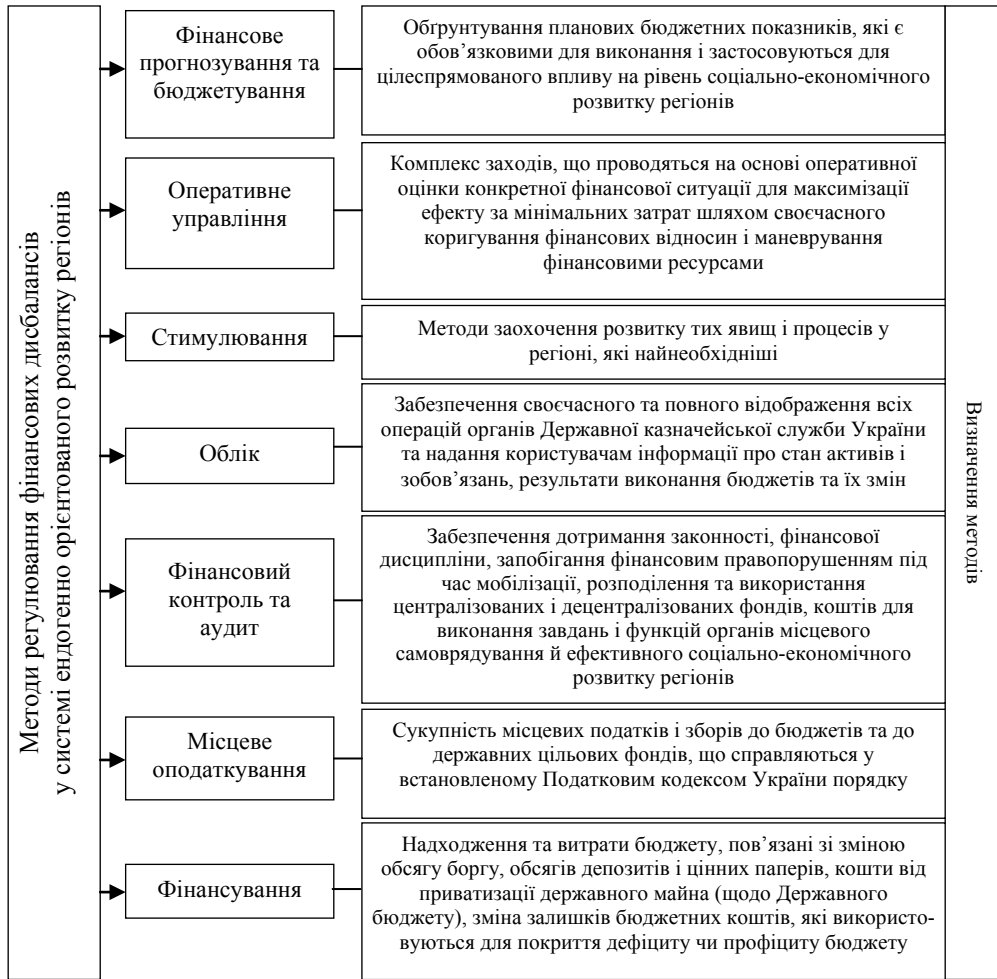 Методи регулювання фінансових дисбалансів
у системі ендогенно орієнтованого розвитку регіонів
Фінансове
прогнозування та
бюджетування
Обґрунтування планових бюджетних показників, які є
обов’язковими для виконання і застосовуються для
цілеспрямованого впливу на рівень соціально-економічного
розвитку регіонів
Оперативне
управління
Комплекс заходів, що проводяться на основі оперативної
оцінки конкретної фінансової ситуації для максимізації
ефекту за мінімальних затрат шляхом своєчасного
коригування фінансових відносин і маневрування
фінансовими ресурсами
Стимулювання
Методи заохочення розвитку тих явищ і процесів у
регіоні, які найнеобхідніші
Облік
Забезпечення своєчасного та повного відображення всіх
операцій органів Державної казначейської служби України
та надання користувачам інформації про стан активів і
зобов’язань, результати виконання бюджетів та їх змін
Фінансовий
контроль та
аудит
Забезпечення дотримання законності, фінансової
дисципліни, запобігання фінансовим правопорушенням під
час мобілізації, розподілення та використання
централізованих і децентралізованих фондів, коштів для
виконання завдань і функцій органів місцевого
самоврядування й ефективного соціально-економічного
розвитку регіонів
Місцеве
оподаткування
Сукупність місцевих податків і зборів до бюджетів та до
державних цільових фондів, що справляються у
встановленому Податковим кодексом України порядку
Фінансування
Надходження та витрати бюджету, пов’язані зі зміною
обсягу боргу, обсягів депозитів і цінних паперів, кошти від
приватизації державного майна (щодо Державного
бюджету), зміна залишків бюджетних коштів, які використо-
вуються для покриття дефіциту чи профіциту бюджету
Визначення методів